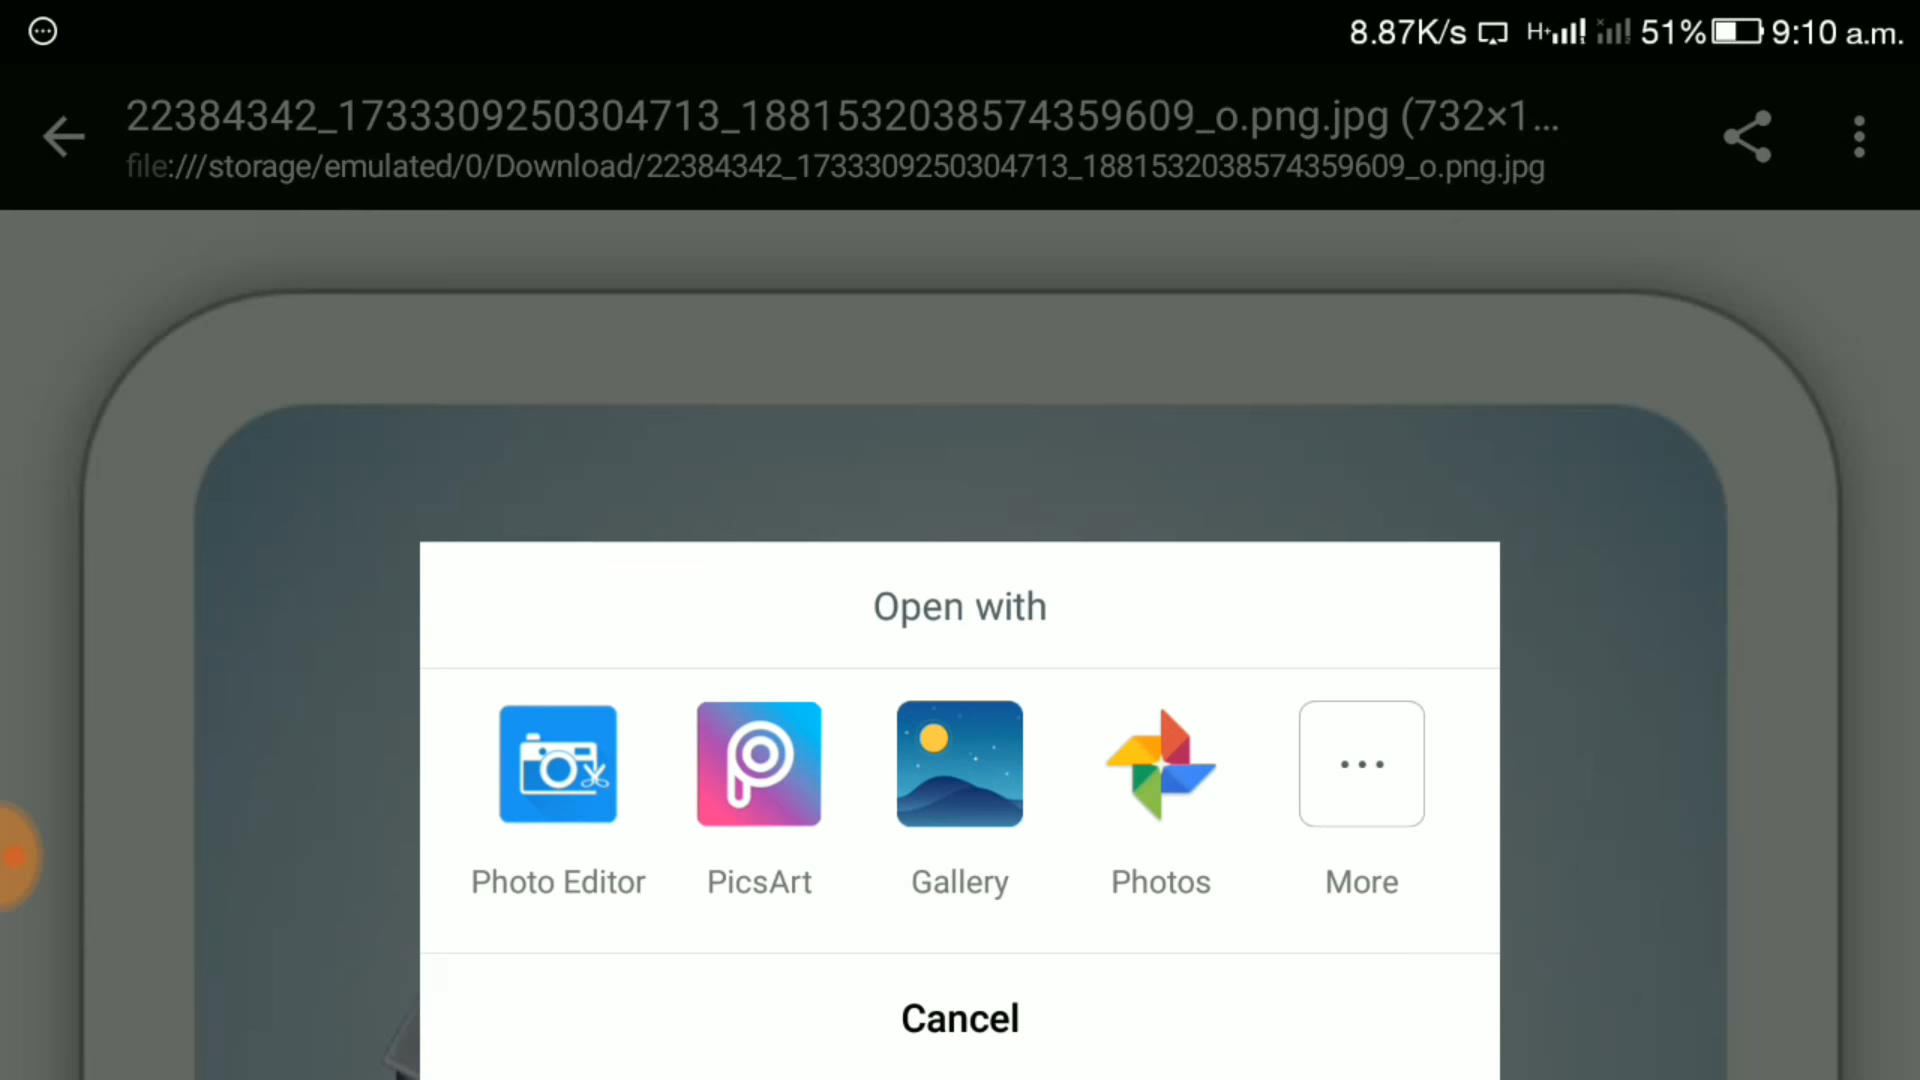 8.87K/s H+ 51% 9:10 a.m.
22384342_1733309250304713_1881532038574359609_o.png.jpg (732×1...
file:///storage/emulated/0/Download/22384342_1733309250304713_1881532038574359609_o.png.jpg
Open with
Photo Editor PicsArt Gallery Photos More
Cancel